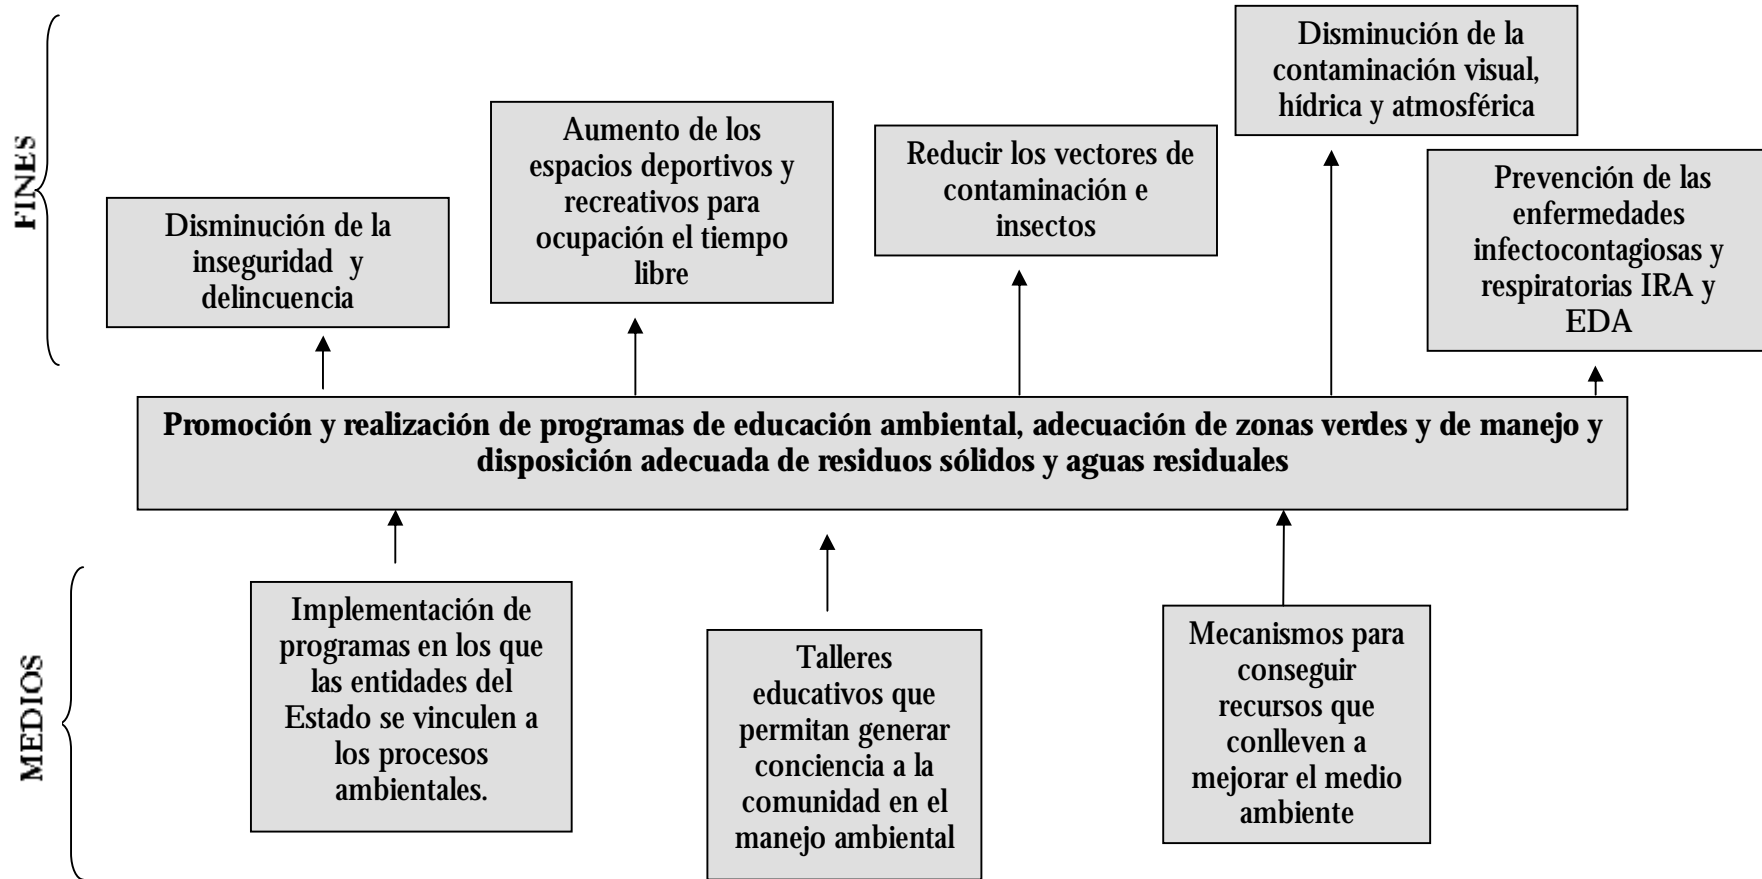 FINES
Disminución de la
inseguridad y
delincuencia
Aumento de los
espacios deportivos y
recreativos para
ocupación el tiempo
libre
Reducir los vectores de
contaminación e
insectos
Disminución de la
contaminación visual,
hídrica y atmosférica
Prevención de las
enfermedades
infectocontagiosas y
respiratorias IRA y
EDA
Promoción y realización de programas de educación ambiental, adecuación de zonas verdes y de manejo y
disposición adecuada de residuos sólidos y aguas residuales
MEDIOS
Implementación de
programas en los que
las entidades del
Estado se vinculen a
los procesos
ambientales.
Talleres
educativos que
permitan generar
conciencia a la
comunidad en el
manejo ambiental
Mecanismos para
conseguir
recursos que
conlleven a
mejorar el medio
ambiente